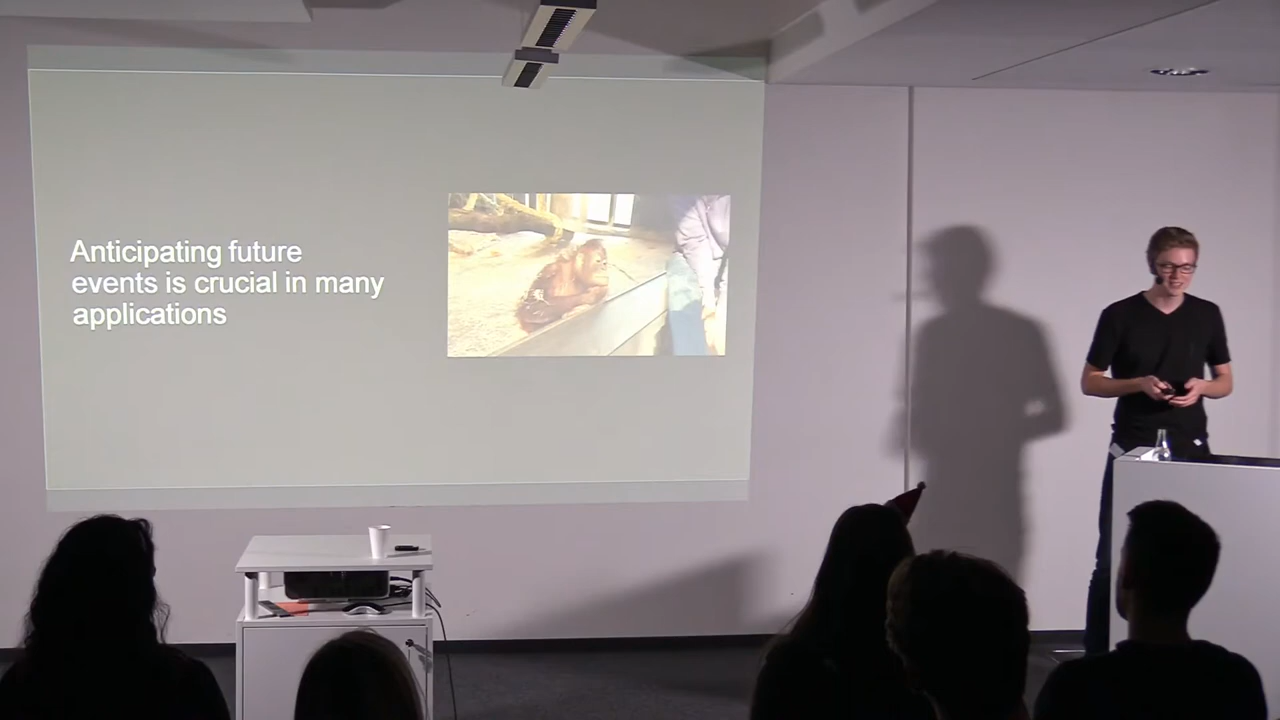 Anticipating future
events is crucial in many
applications